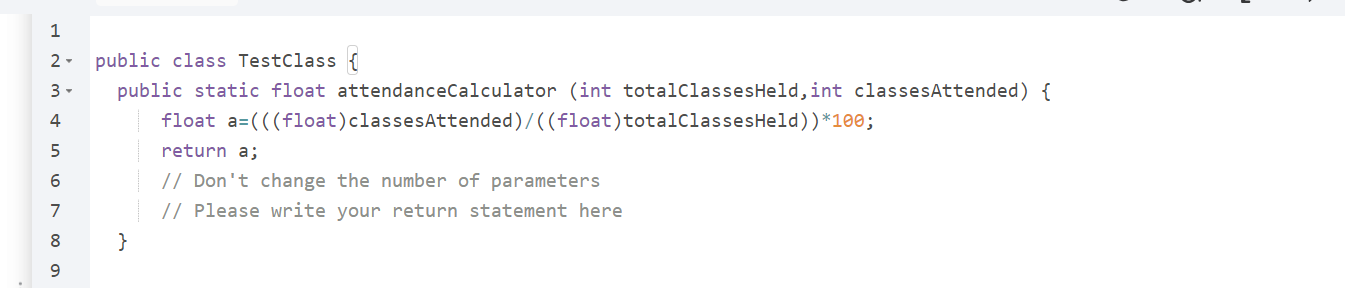 1
2 public class TestClass {
3 public static float attendanceCalculator (int totalClassesHeld,int classesAttended) {
4 float a=(((float)classesAttended)/((float)totalClassesHeld))*100;
5 return a;
6 // Don't change the number of parameters
7 // Please write your return statement here
8 }
9